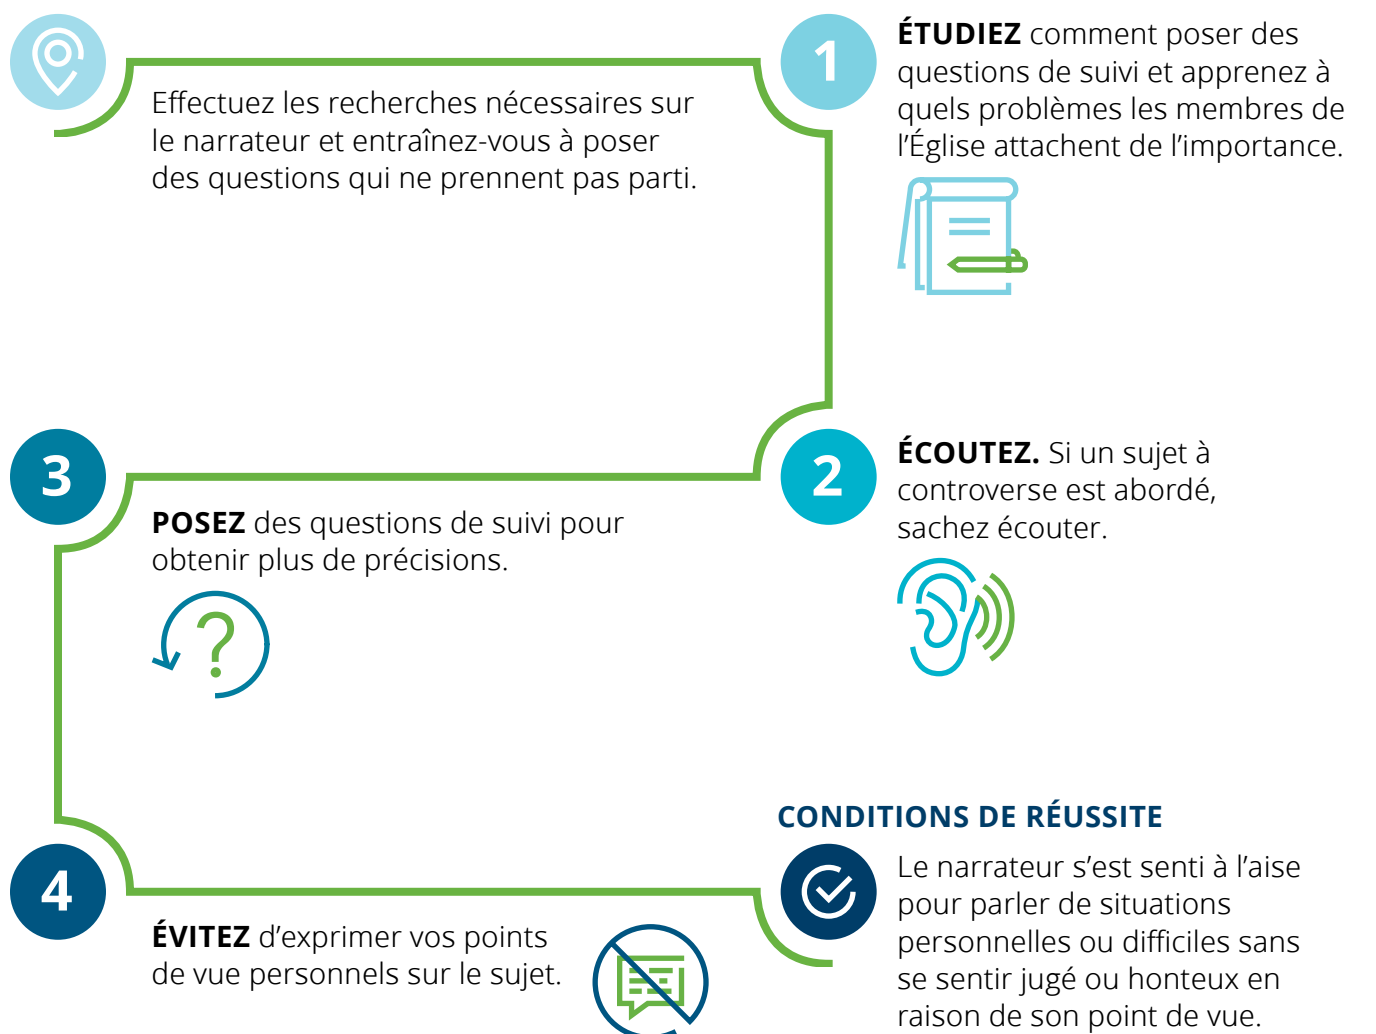 Effectuez les recherches nécessaires sur
le narrateur et entraînez-vous à poser
des questions qui ne prennent pas parti.
1
ÉTUDIEZ comment poser des
questions de suivi et apprenez à
quels problèmes les membres de
l’Église attachent de l’importance.
2
ÉCOUTEZ. Si un sujet à
controverse est abordé,
sachez écouter.
3
POSEZ des questions de suivi pour
obtenir plus de précisions.
?
4
ÉVITEZ d’exprimer vos points
de vue personnels sur le sujet.
CONDITIONS DE RÉUSSITE
Le narrateur s’est senti à l’aise
pour parler de situations
personnelles ou difficiles sans
se sentir jugé ou honteux en
raison de son point de vue.